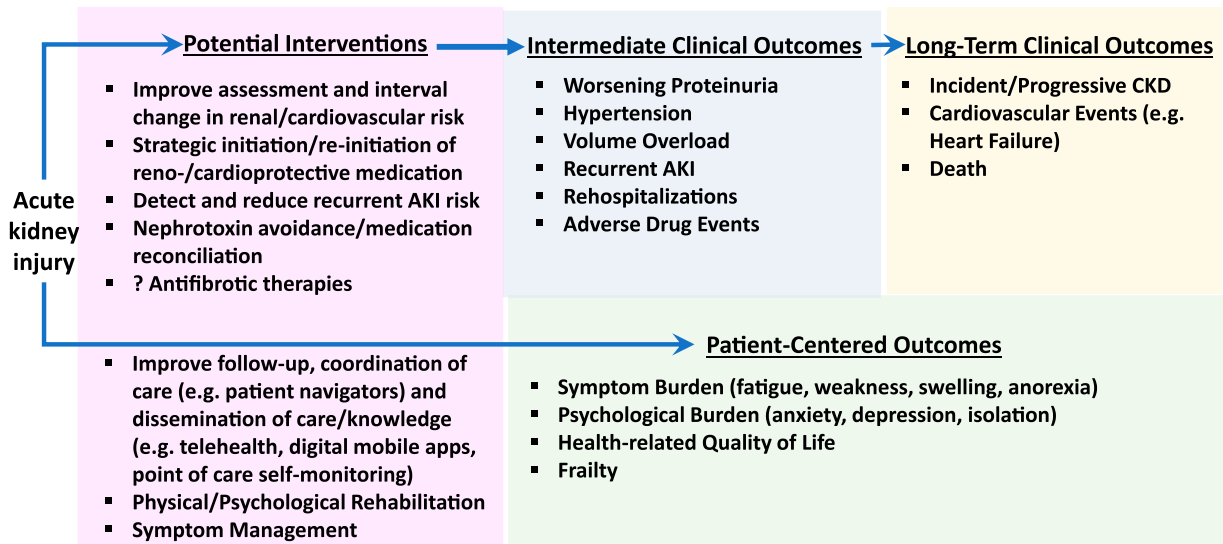 Acute
kidney
injury
Potential Interventions
▪ Improve assessment and interval
change in renal/cardiovascular risk
▪ Strategic initiation/re-initiation of
reno-/cardioprotective medication
▪ Detect and reduce recurrent AKI risk
▪ Nephrotoxin avoidance/medication
reconciliation
▪ ? Antifibrotic therapies
▪ Improve follow-up, coordination of
care (e.g. patient navigators) and
dissemination of care/knowledge
(e.g. telehealth, digital mobile apps,
point of care self-monitoring)
▪ Physical/Psychological Rehabilitation
▪ Symptom Management
Intermediate Clinical Outcomes
▪ Worsening Proteinuria
▪ Hypertension
▪ Volume Overload
▪ Recurrent AKI
▪ Rehospitalizations
▪ Adverse Drug Events
Long-Term Clinical Outcomes
▪ Incident/Progressive CKD
▪ Cardiovascular Events (e.g.
Heart Failure)
▪ Death
Patient-Centered Outcomes
▪ Symptom Burden (fatigue, weakness, swelling, anorexia)
▪ Psychological Burden (anxiety, depression, isolation)
▪ Health-related Quality of Life
▪ Frailty